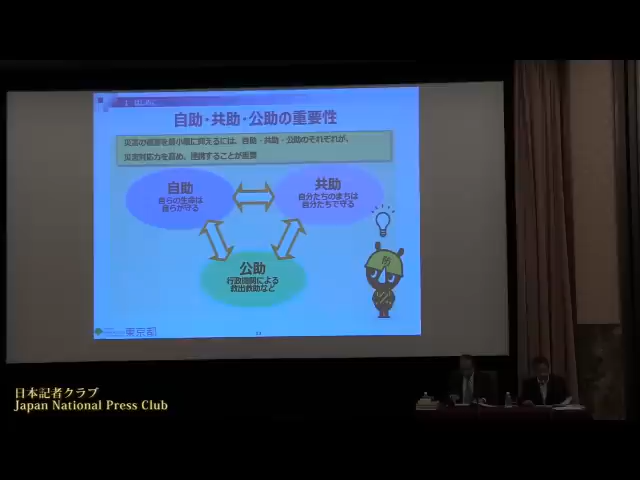 1 はじめに
自助・共助・公助の重要性
災害の被害を最小限に抑えるには、自助・共助・公助のそれぞれが、
災害対応力を高め、連携することが重要
自助
自らの生命は
自らが守る
共助
自分たちのまちは
自分たちで守る
公助
行政機関による
救出救助など
防
東京都
日本記者クラブ
Japan National Press Club